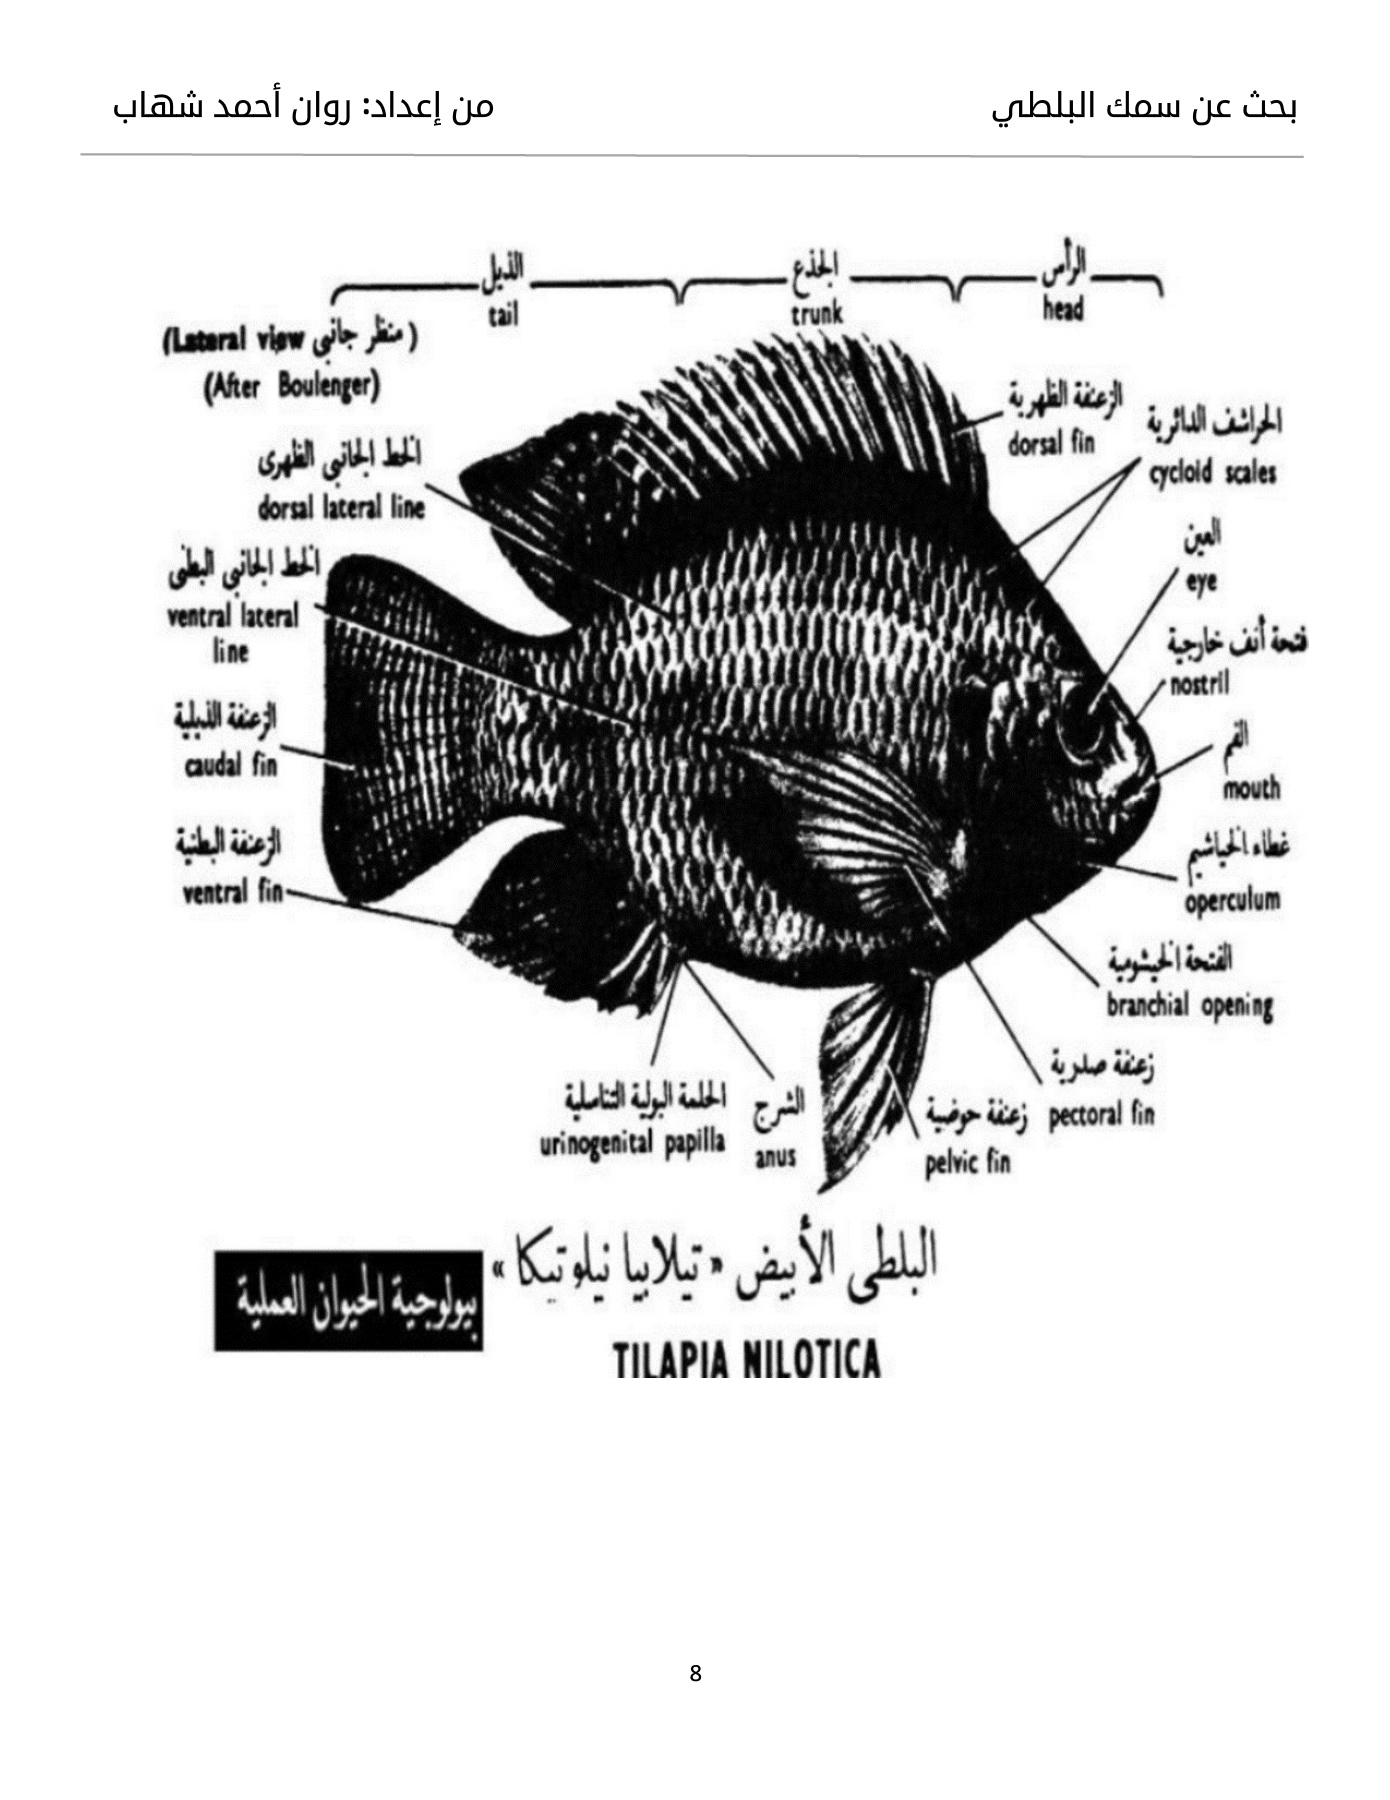 بحث عن سمك البلطي
من إعداد: روان أحمد شهاب
الرأس
head
الجذع
trunk
الذيل
tail
(Lateral view منظر جانبى)
(After Boulenger)
الزعنفة الظهرية
dorsal fin
الحراشف الدائرية
cycloid scales
العين
eye
فتحة أنف خارجية
nostril
الفم
mouth
غطاء الخياشيم
operculum
الفتحة الخيشومية
branchial opening
زعنفة صدرية
pectoral fin
زعنفة حوضية
pelvic fin
الشرج
anus
الحلمة البولية التناسلية
urinogenital papilla
الخط الجانبى الظهرى
dorsal lateral line
الخط الجانبى البطنى
ventral lateral
line
الزعنفة الذيلية
caudal fin
الزعنفة البطنية
ventral fin
البلطى الأبيض « تيلابيا نيلوتيكا »
بيولوجية الحيوان العملية
TILAPIA NILOTICA
8